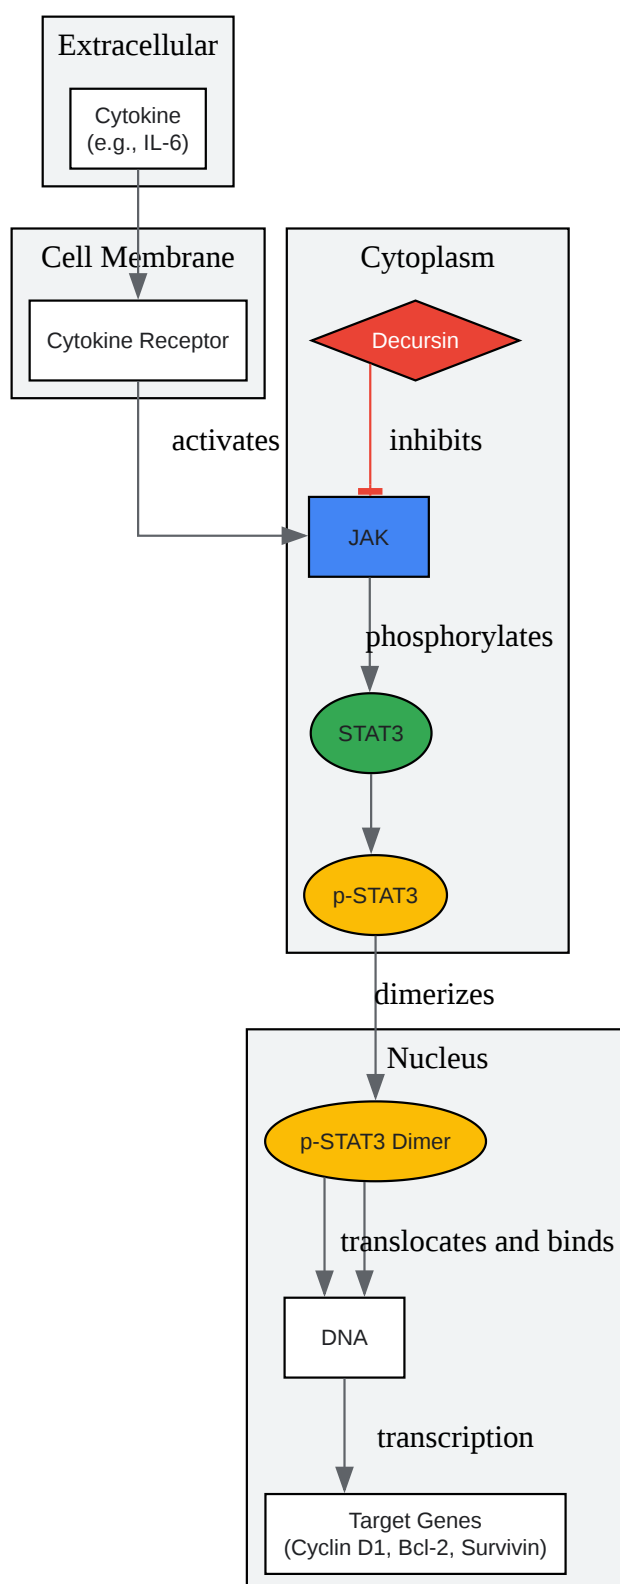 Extracellular
Cytokine
(e.g., IL-6)
Cell Membrane
Cytokine Receptor
Cytoplasm
Decursin
activates
inhibits
JAK
phosphorylates
STAT3
p-STAT3
dimerizes
Nucleus
p-STAT3 Dimer
translocates and binds
DNA
transcription
Target Genes
(Cyclin D1, Bcl-2, Survivin)